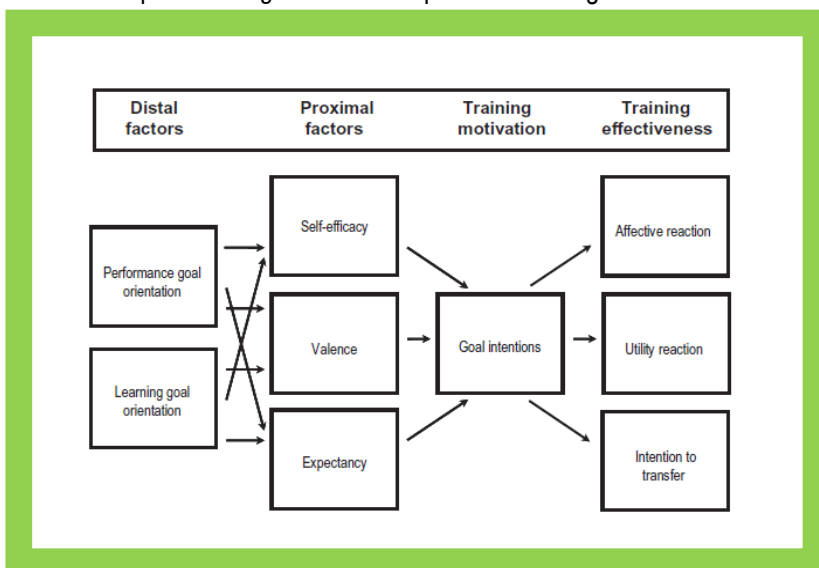 Distal
factors
Proximal
factors
Training
motivation
Training
effectiveness
Self-efficacy
Affective reaction
Performance goal
orientation
Valence
Goal intentions
Utility reaction
Learning goal
orientation
Expectancy
Intention to
transfer